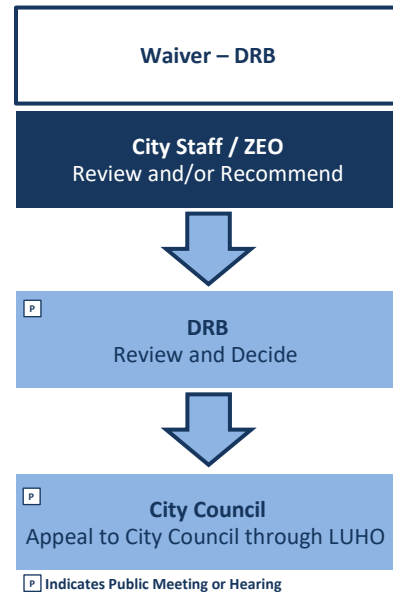 Waiver – DRB
City Staff / ZEO
Review and/or Recommend
P
DRB
Review and Decide
P
City Council
Appeal to City Council through LUHO
P Indicates Public Meeting or Hearing